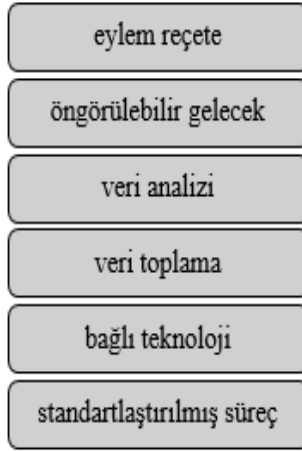 eylem reçete
öngörülebilir gelecek
veri analizi
veri toplama
bağlı teknoloji
standartlaştırılmış süreç